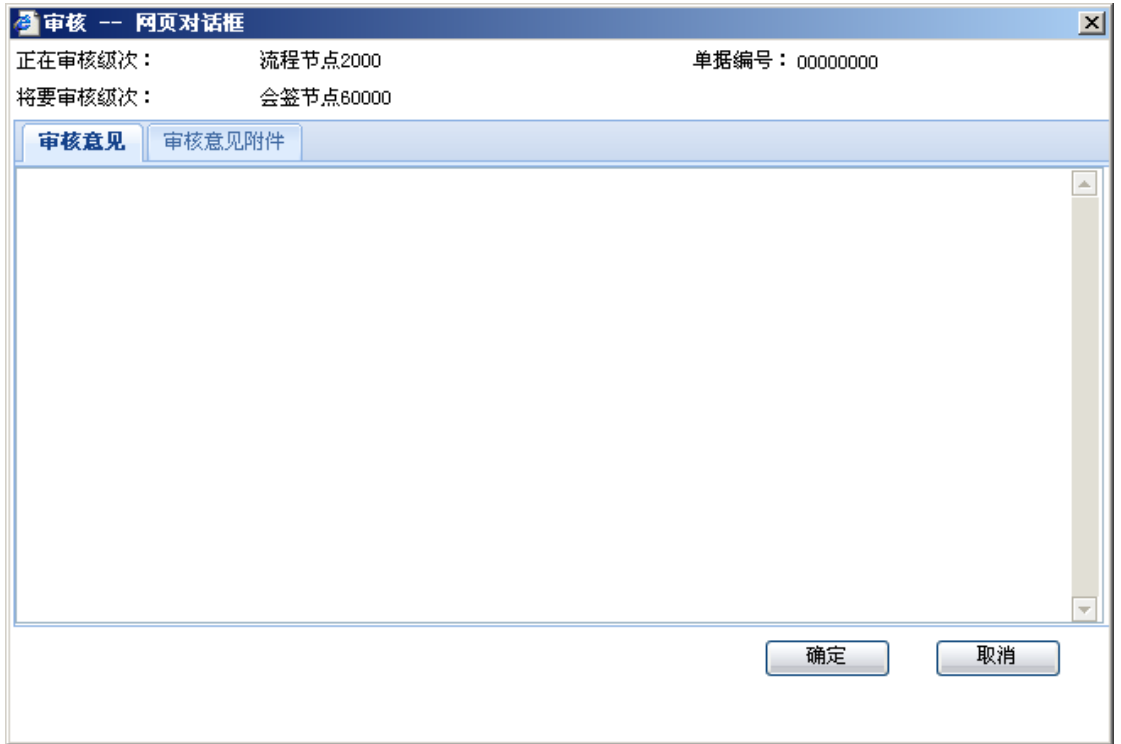 审核 -- 网页对话框
正在审核级次： 流程节点2000 单据编号：00000000
将要审核级次： 会签节点60000
审核意见 审核意见附件
确定 取消